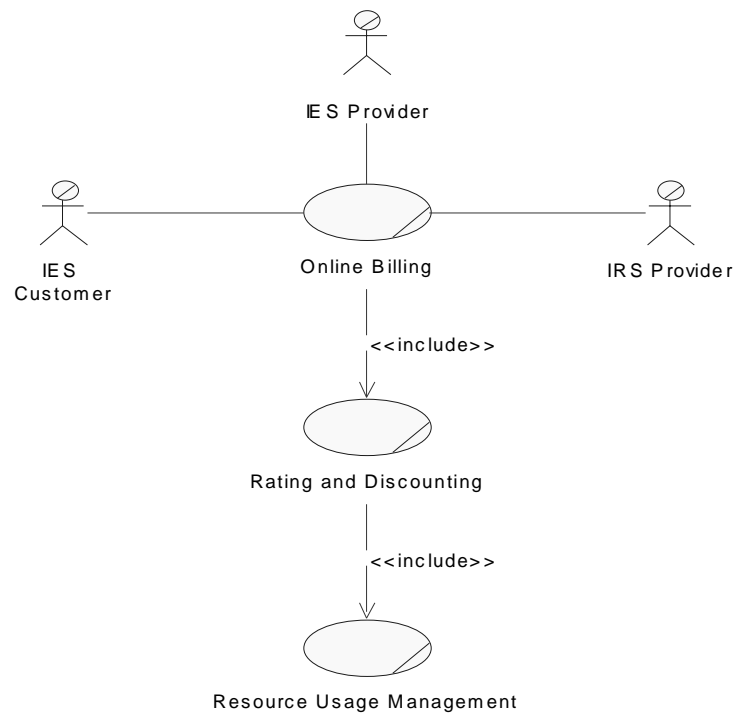 IES Provider
IES
Customer
Online Billing
IRS Provider
<<include>>
Rating and Discounting
<<include>>
Resource Usage Management